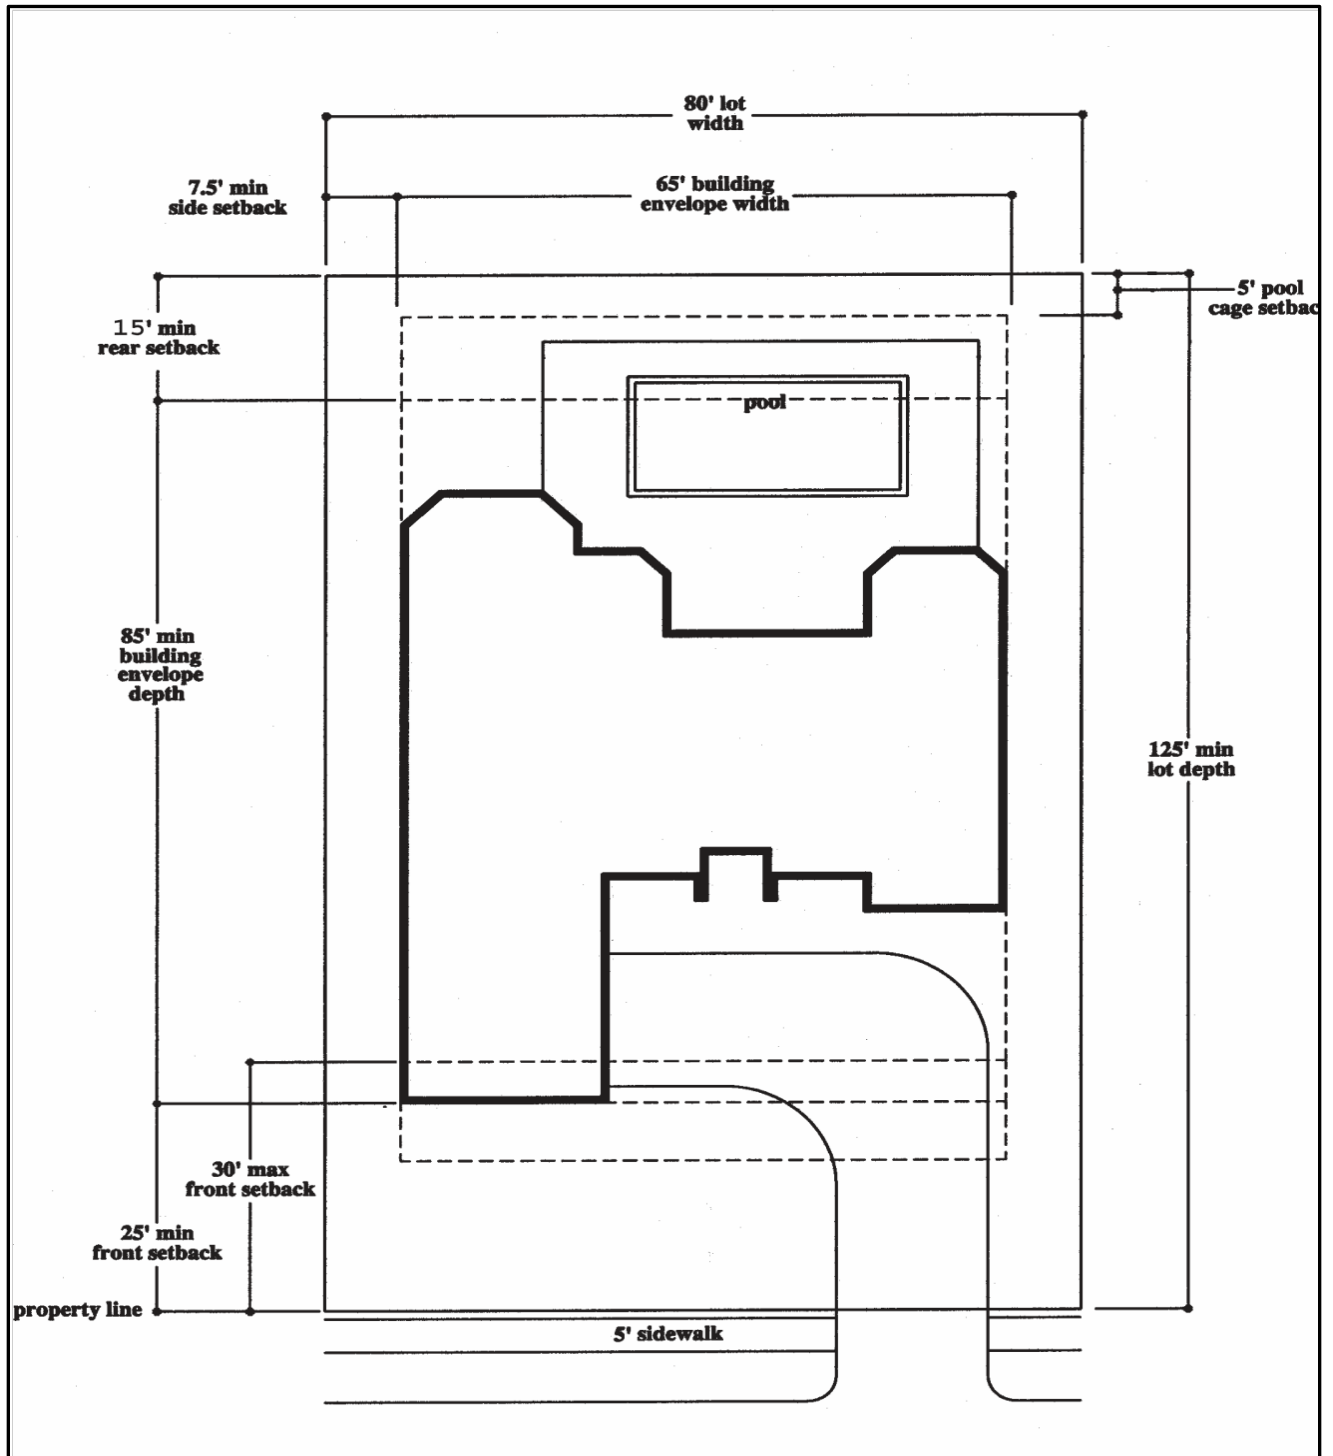 80' lot
width
7.5' min
side setback
65' building
envelope width
5' pool
cage setbac
15' min
rear setback
pool
85' min
building
envelope
depth
125' min
lot depth
30' max
front setback
25' min
front setback
property line
5' sidewalk